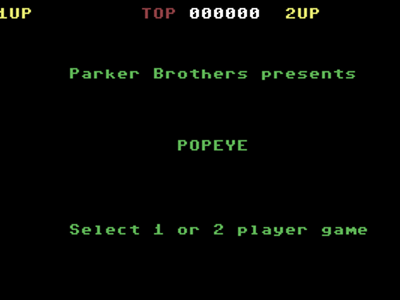 1UP TOP 000000 2UP
Parker Brothers presents
POPEYE
Select 1 or 2 player game